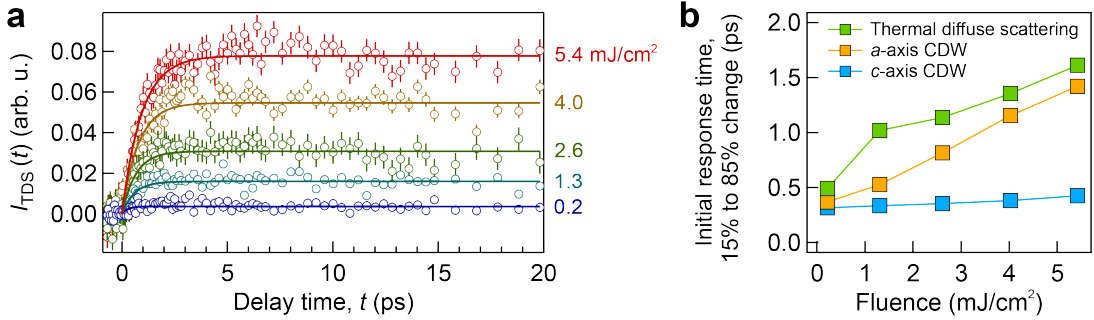 a
I_TDS (t) (arb. u.)
0.08
0.06
0.04
0.02
0.00
5.4 mJ/cm²
4.0
2.6
1.3
0.2
0
5
10
15
20
Delay time, t (ps)
b
Initial response time,
15% to 85% change (ps)
2.0
1.5
1.0
0.5
0.0
Thermal diffuse scattering
a-axis CDW
c-axis CDW
0
1
2
3
4
5
Fluence (mJ/cm²)